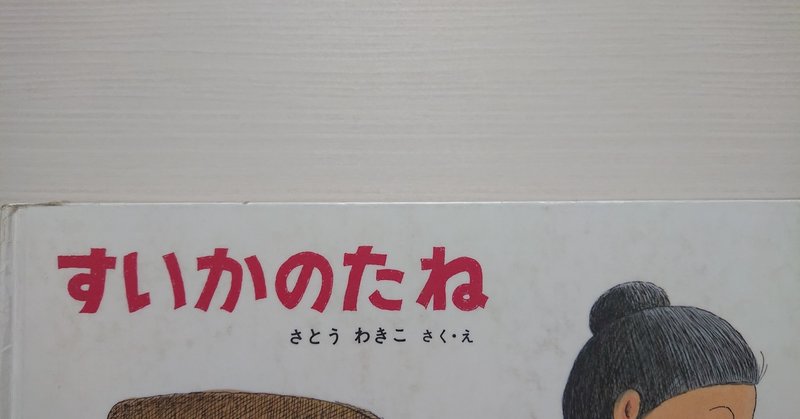 すいかのたね
さとう わきこ さく・え